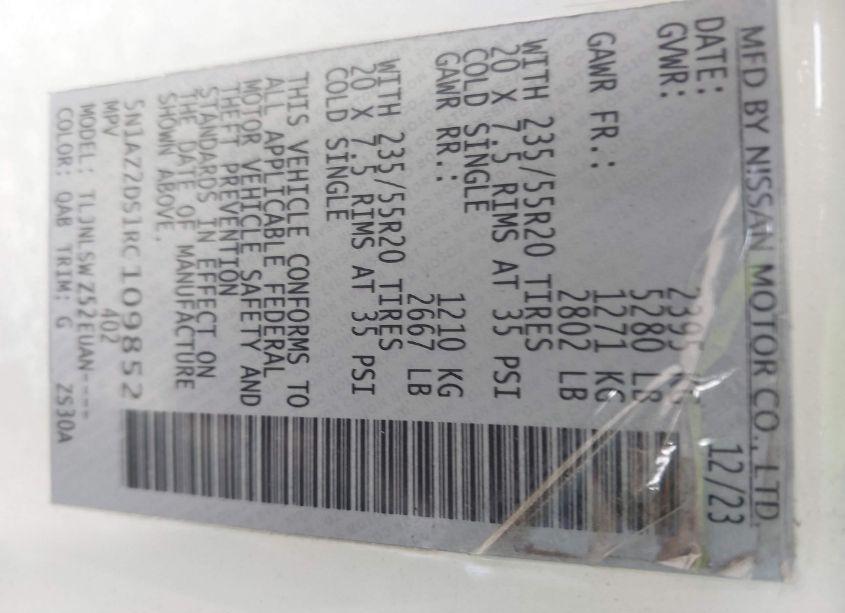 MFD BY NISSAN MOTOR CO., LTD.
DATE: 12/23
GVWR: 2395 KG
5280 LB
GAWR FR.: 1271 KG
2802 LB
WITH 235/55R20 TIRES
20 X 7.5 RIMS AT 35 PSI
COLD SINGLE
GAWR RR.: 1210 KG
2667 LB
WITH 235/55R20 TIRES
20 X 7.5 RIMS AT 35 PSI
COLD SINGLE
THIS VEHICLE CONFORMS TO
ALL APPLICABLE FEDERAL
MOTOR VEHICLE SAFETY AND
THEFT PREVENTION
STANDARDS IN EFFECT ON
THE DATE OF MANUFACTURE
SHOWN ABOVE.
5N1AZ2DS1RC109852
MPV 402
MODEL: TLJNLSWZ52EUAN----
COLOR: QAB TRIM: G ZS30A